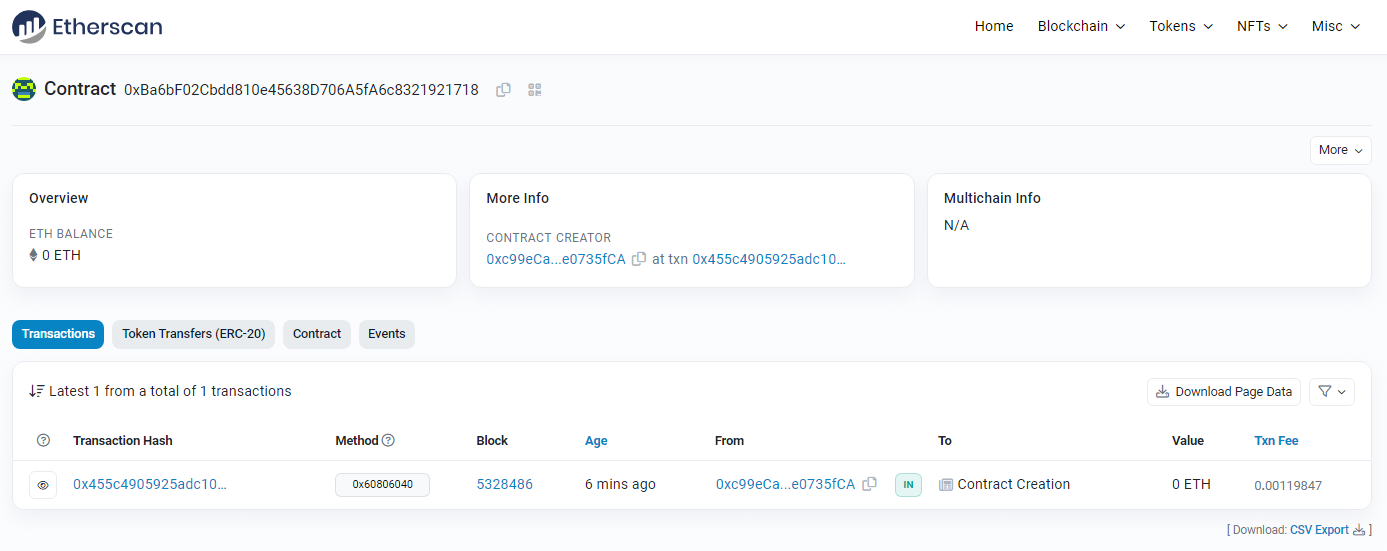 Etherscan
Home Blockchain Tokens NFTs Misc
Contract 0xBa6bF02Cbdd810e45638D706A5fA6c8321921718
More
Overview
ETH BALANCE
0 ETH
More Info
CONTRACT CREATOR
0xc99eCa...e0735fCA at txn 0x455c4905925adc10...
Multichain Info
N/A
Transactions Token Transfers (ERC-20) Contract Events
Latest 1 from a total of 1 transactions
Download Page Data
? Transaction Hash Method ? Block Age From To Value Txn Fee
0x455c4905925adc10... 0x60806040 5328486 6 mins ago 0xc99eCa...e0735fCA IN Contract Creation 0 ETH 0.00119847
[ Download: CSV Export ]